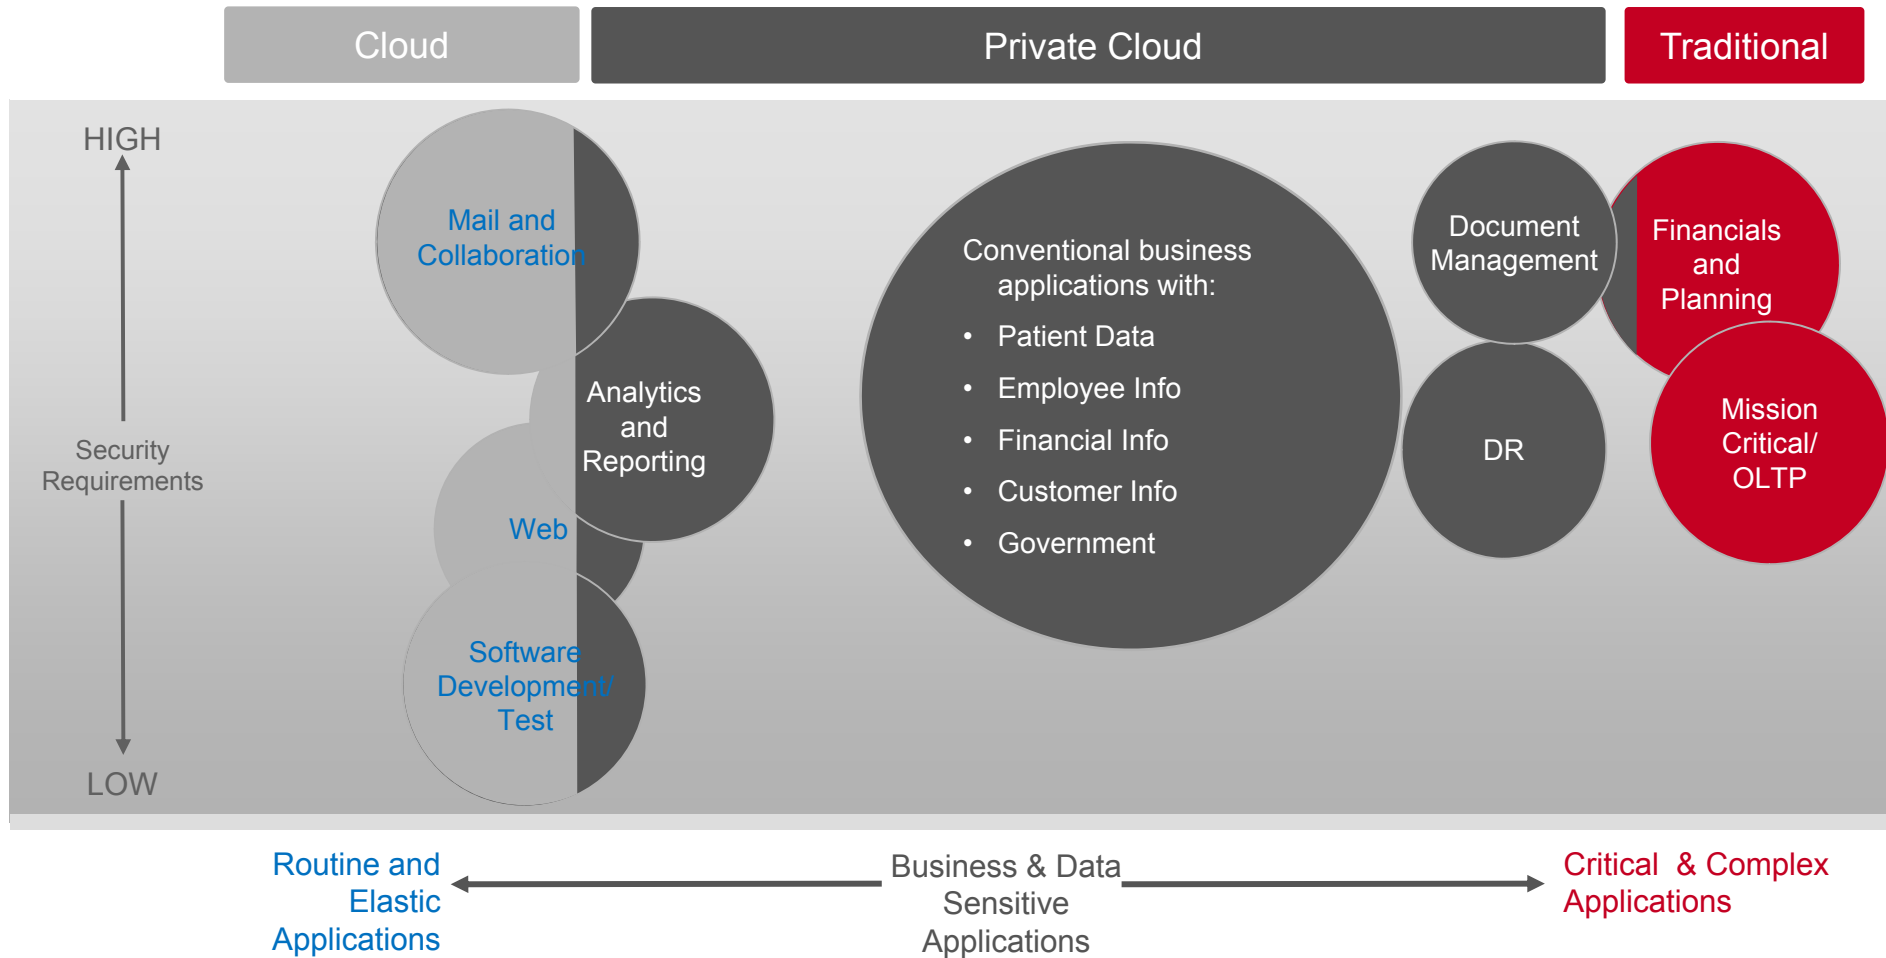 Cloud
Private Cloud
Traditional
HIGH
Security
Requirements
LOW
Mail and
Collaboration
Analytics
and
Reporting
Web
Software
Development/
Test
Conventional business
applications with:
• Patient Data
• Employee Info
• Financial Info
• Customer Info
• Government
Document
Management
DR
Financials
and
Planning
Mission
Critical/
OLTP
Routine and
Elastic
Applications
Business & Data
Sensitive
Applications
Critical & Complex
Applications